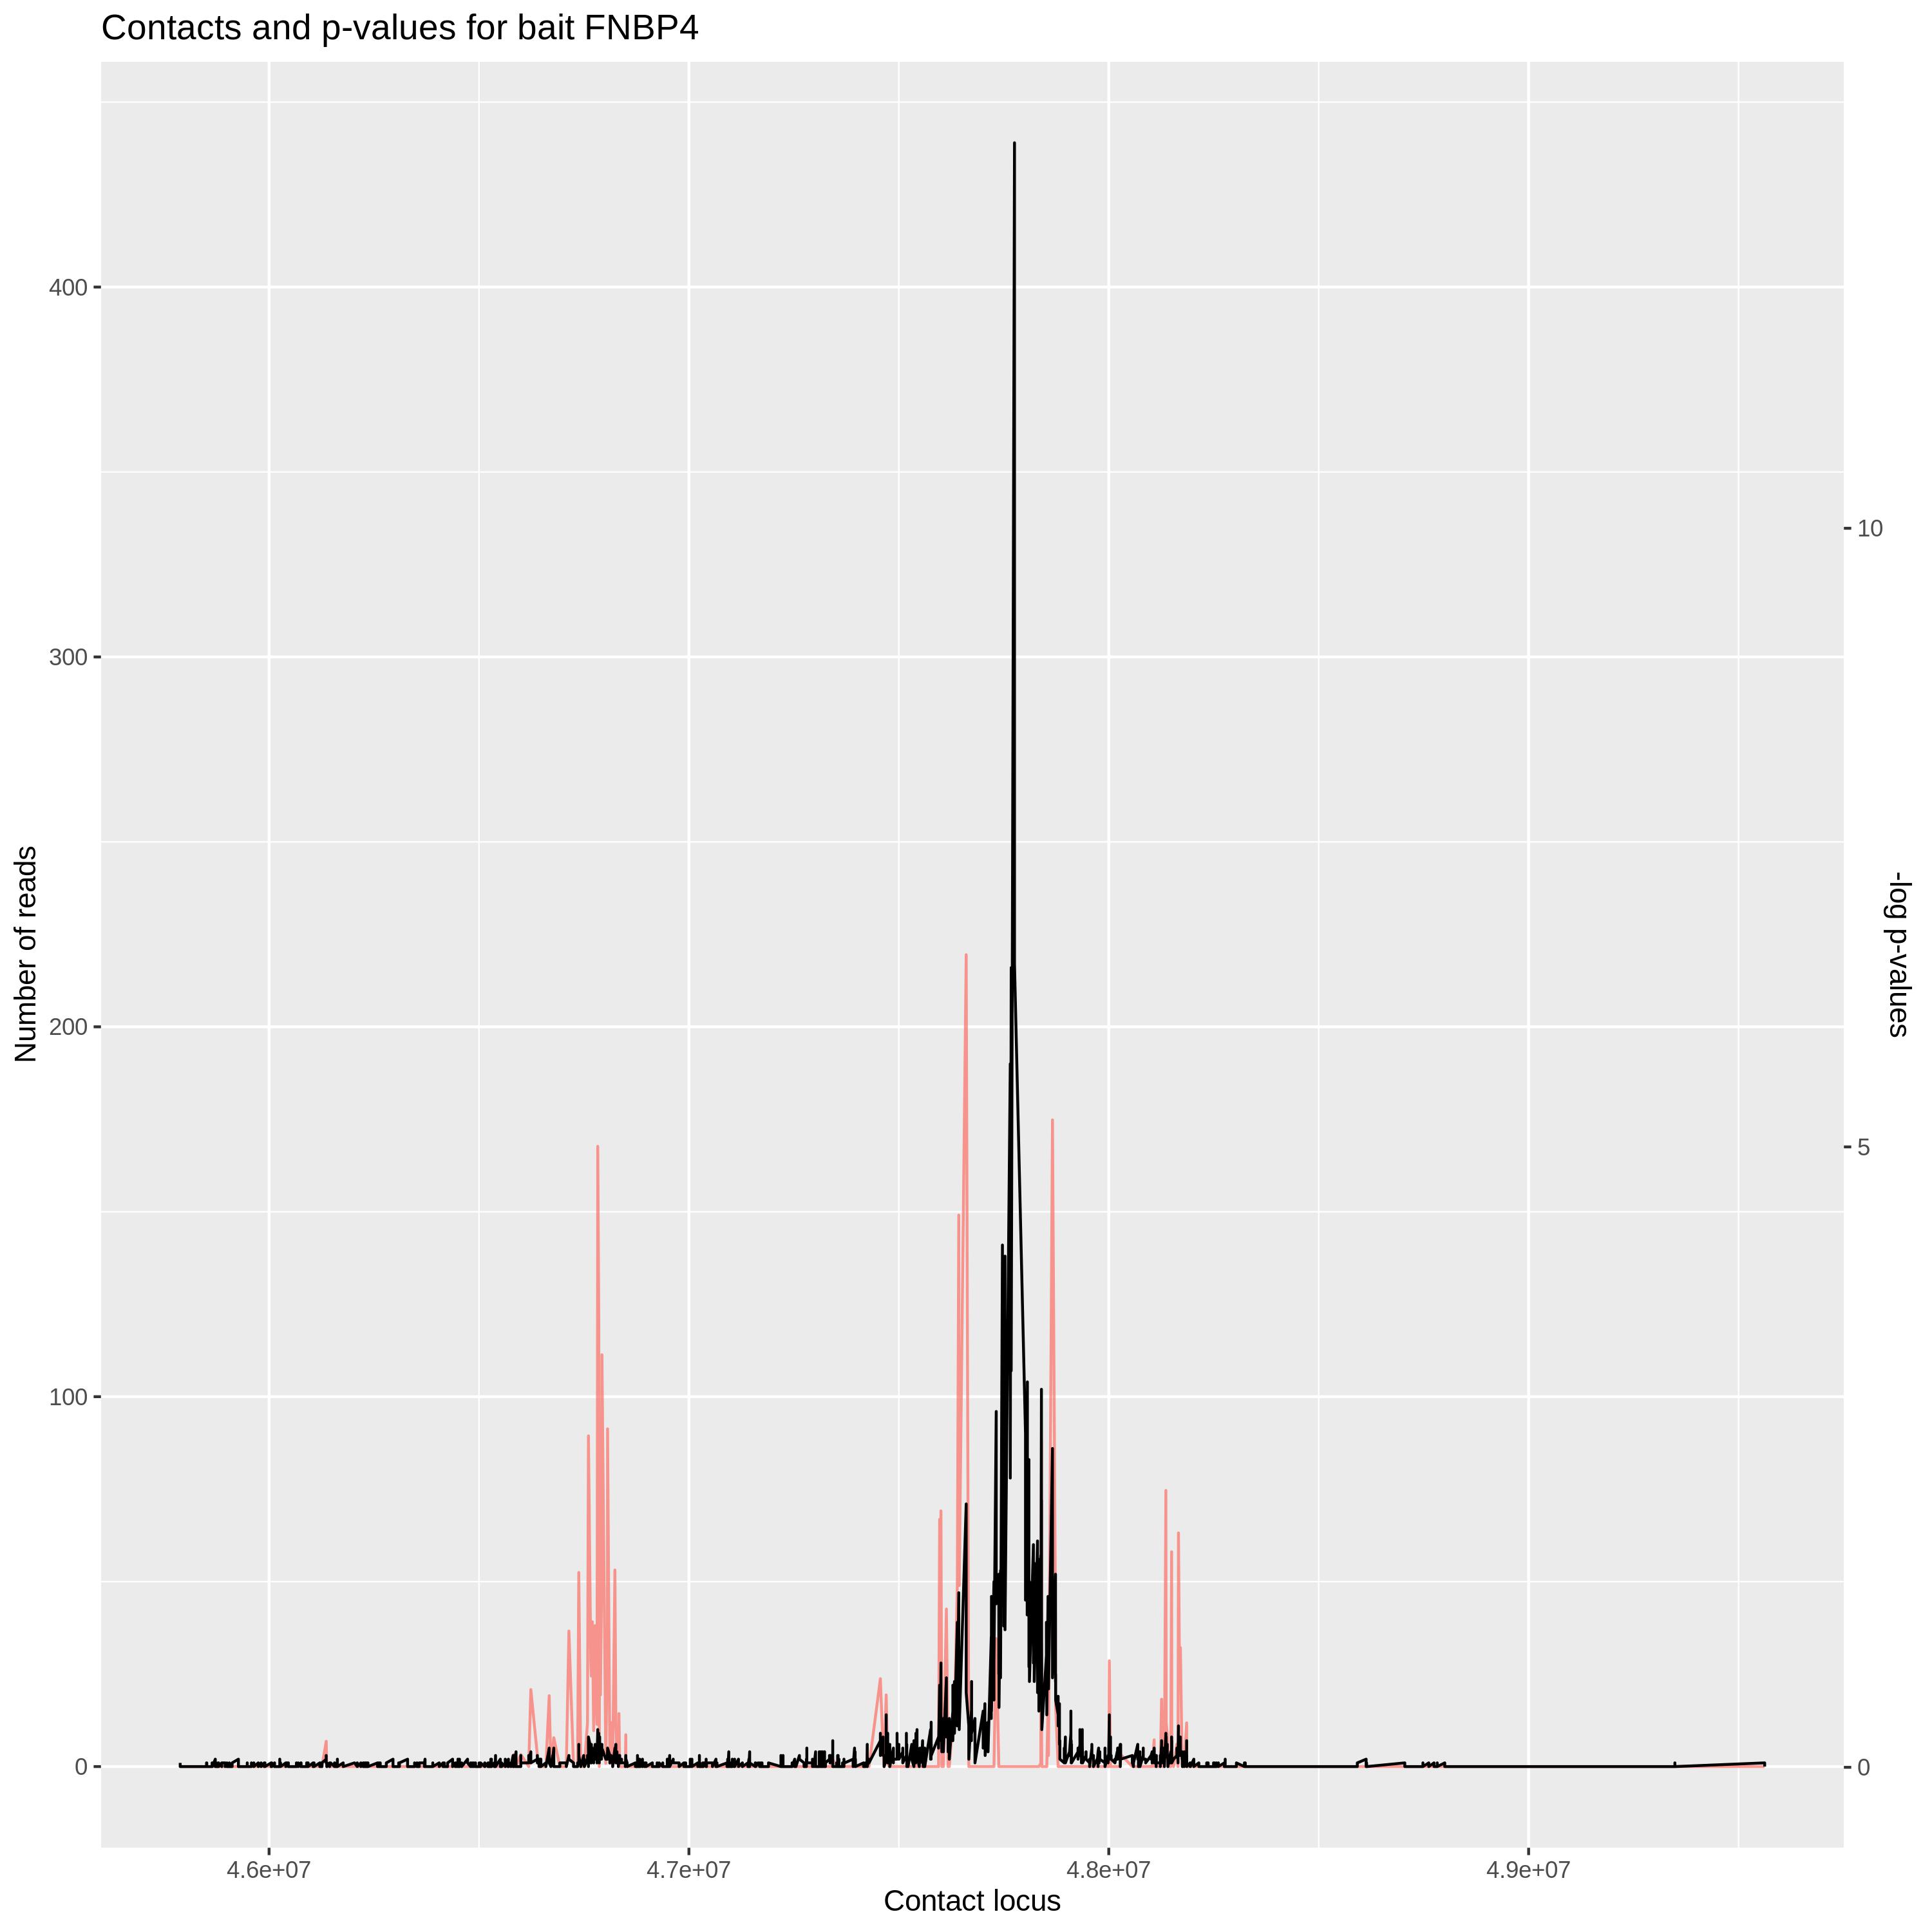 Contacts and p-values for bait FNBP4
Number of reads
400
300
200
100
0
10
5
0
-log p-values
4.6e+07
4.7e+07
4.8e+07
4.9e+07
Contact locus